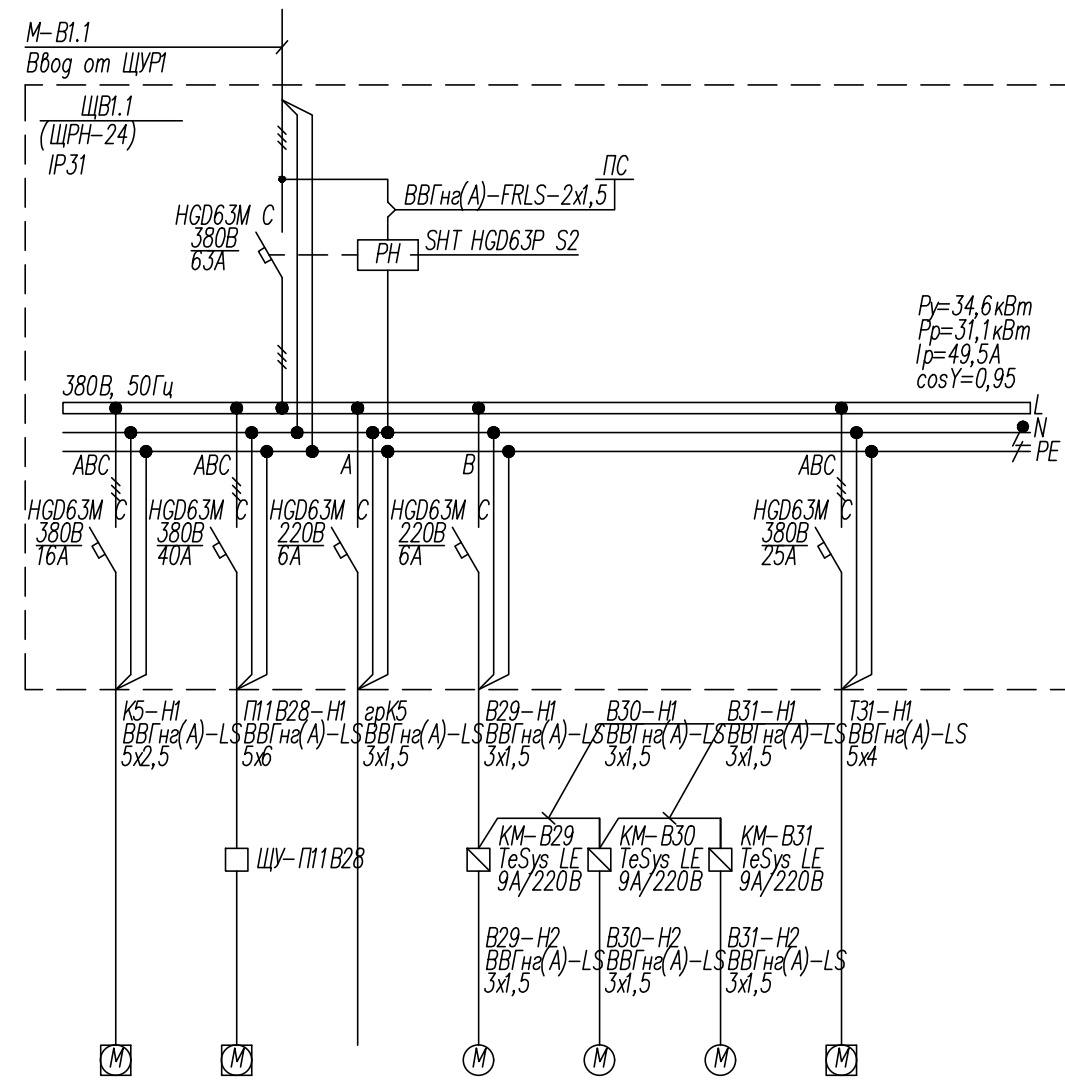 М-В1.1
Ввод от ЩУР1
ЩВ1.1
(ЩРН-24)
IP31
ПС
ВВГнг(А)-FRLS-2х1,5
HGD63M C
380В
63А
РН
SHT HGD63P S2
Ру=34,6кВт
Рр=31,1кВт
Iр=49,5А
cosY=0,95
380В, 50Гц
L
N
PE
ABC
ABC
A
B
ABC
HGD63M C
380В
16А
HGD63M C
380В
40А
HGD63M C
220В
6А
HGD63M C
220В
6А
HGD63M C
380В
25А
К5-Н1
ВВГнг(А)-LS
5х2,5
П11В28-Н1
ВВГнг(А)-LS
5х6
грК5
ВВГнг(А)-LS
3х1,5
В29-Н1
ВВГнг(А)-LS
3х1,5
В30-Н1
ВВГнг(А)-LS
3х1,5
В31-Н1
ВВГнг(А)-LS
3х1,5
Т31-Н1
ВВГнг(А)-LS
5х4
ЩУ-П11В28
КМ-В29
TeSys LE
9А/220В
КМ-В30
TeSys LE
9А/220В
КМ-В31
TeSys LE
9А/220В
В29-Н2
ВВГнг(А)-LS
3х1,5
В30-Н2
ВВГнг(А)-LS
3х1,5
В31-Н2
ВВГнг(А)-LS
3х1,5
М
М
М
М
М
М